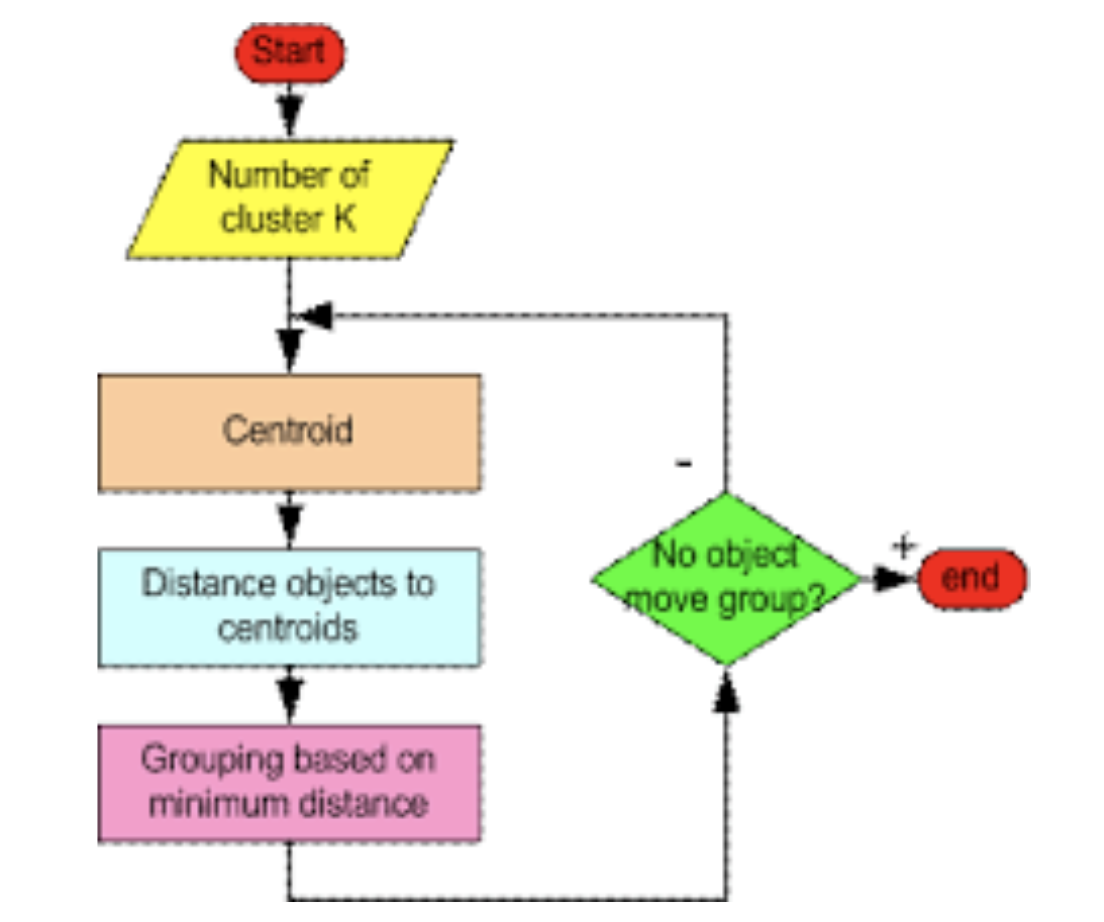 Start
Number of
cluster K
Centroid
Distance objects to
centroids
Grouping based on
minimum distance
-
No object
move group?
+
end